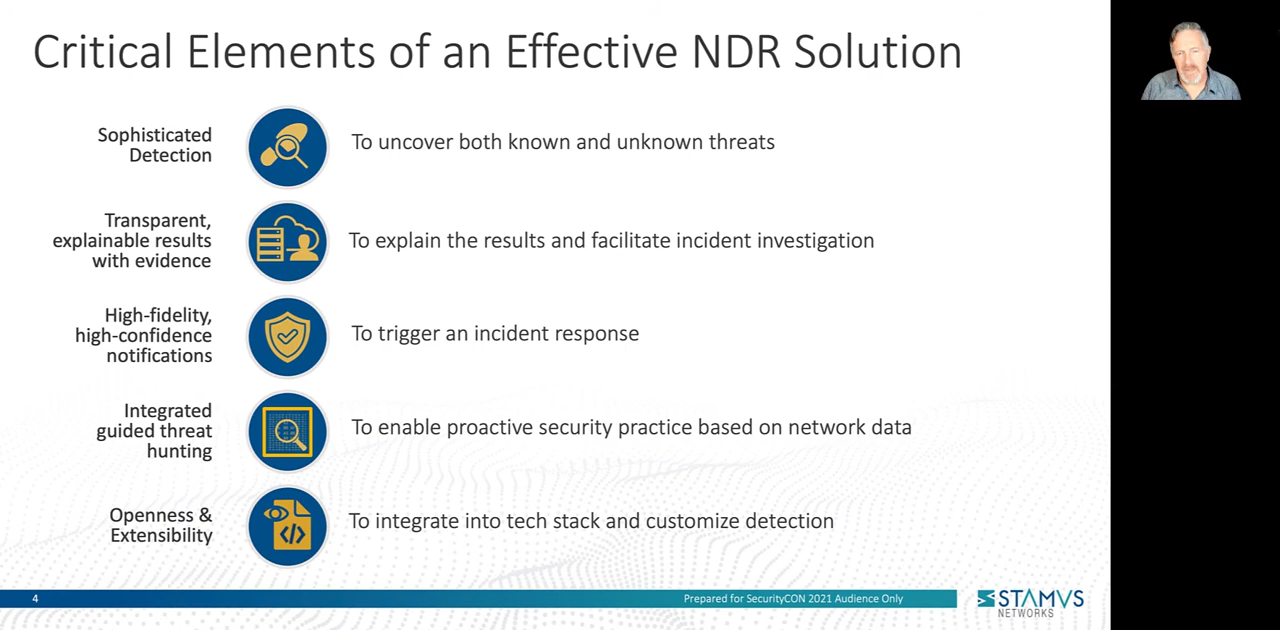 Critical Elements of an Effective NDR Solution
Sophisticated
Detection
To uncover both known and unknown threats
Transparent,
explainable results
with evidence
To explain the results and facilitate incident investigation
High-fidelity,
high-confidence
notifications
To trigger an incident response
Integrated
guided threat
hunting
To enable proactive security practice based on network data
Openness &
Extensibility
</>
To integrate into tech stack and customize detection
4
Prepared for SecurityCON 2021 Audience Only
STAMVS
NETWORKS